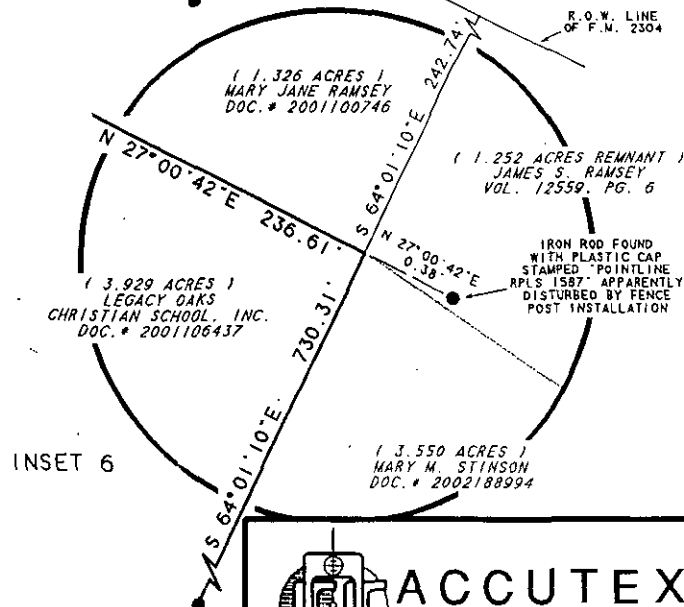 R.O.W. LINE
OF F.M. 2304
( 1.326 ACRES )
MARY JANE RAMSEY
DOC.# 2001100746
S 64°01'10"E 242.74'
( 1.252 ACRES REMNANT )
JAMES S. RAMSEY
VOL. 12559, PG. 6
N 27°00'42"E 236.61'
N 27°00'42"E
0.38'
IRON ROD FOUND
WITH PLASTIC CAP
STAMPED "POINTLINE
RPLS 1587" APPARENTLY
DISTURBED BY FENCE
POST INSTALLATION
( 3.929 ACRES )
LEGACY OAKS
CHRISTIAN SCHOOL, INC.
DOC.# 2001106437
S 64°01'10"E 730.31'
INSET 6
( 3.550 ACRES )
MARY M. STINSON
DOC.# 2002188994
ACCUTEX